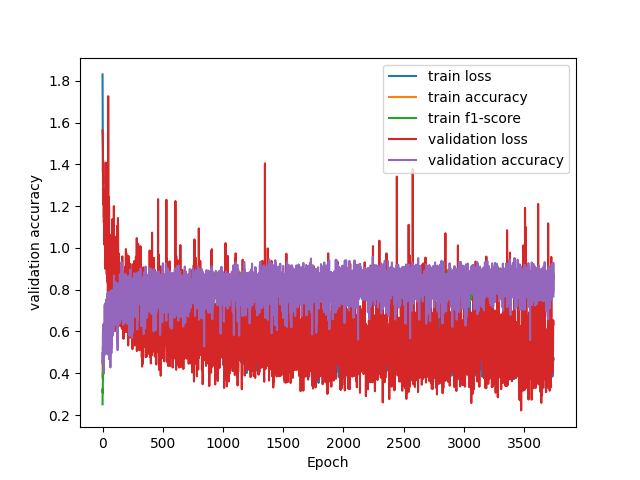 train loss
train accuracy
train f1-score
validation loss
validation accuracy
1.8
1.6
1.4
1.2
1.0
0.8
0.6
0.4
0.2
validation accuracy
0
500
1000
1500
2000
2500
3000
3500
Epoch